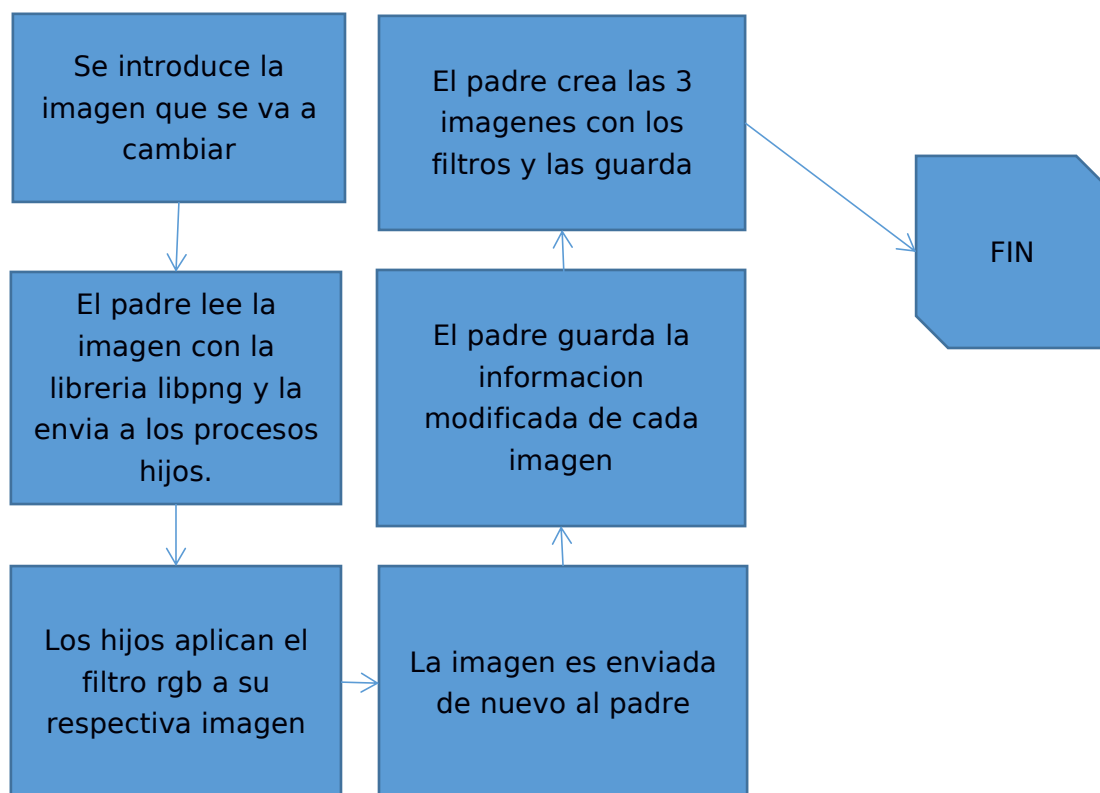 Se introduce la
imagen que se va a
cambiar
El padre lee la
imagen con la
libreria libpng y la
envia a los procesos
hijos.
Los hijos aplican el
filtro rgb a su
respectiva imagen
La imagen es enviada
de nuevo al padre
El padre guarda la
informacion
modificada de cada
imagen
El padre crea las 3
imagenes con los
filtros y las guarda
FIN